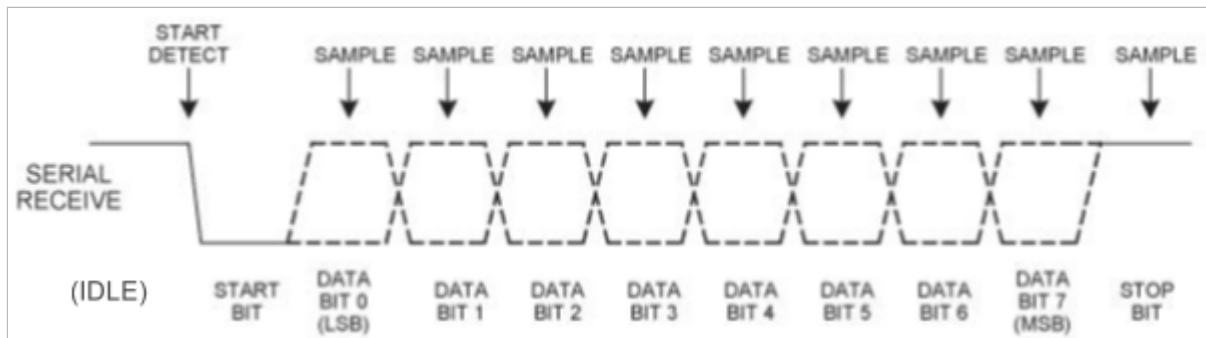 START
DETECT
SAMPLE SAMPLE SAMPLE SAMPLE SAMPLE SAMPLE SAMPLE SAMPLE SAMPLE
SERIAL
RECEIVE
(IDLE)
START
BIT
DATA
BIT 0
(LSB)
DATA
BIT 1
DATA
BIT 2
DATA
BIT 3
DATA
BIT 4
DATA
BIT 5
DATA
BIT 6
DATA
BIT 7
(MSB)
STOP
BIT